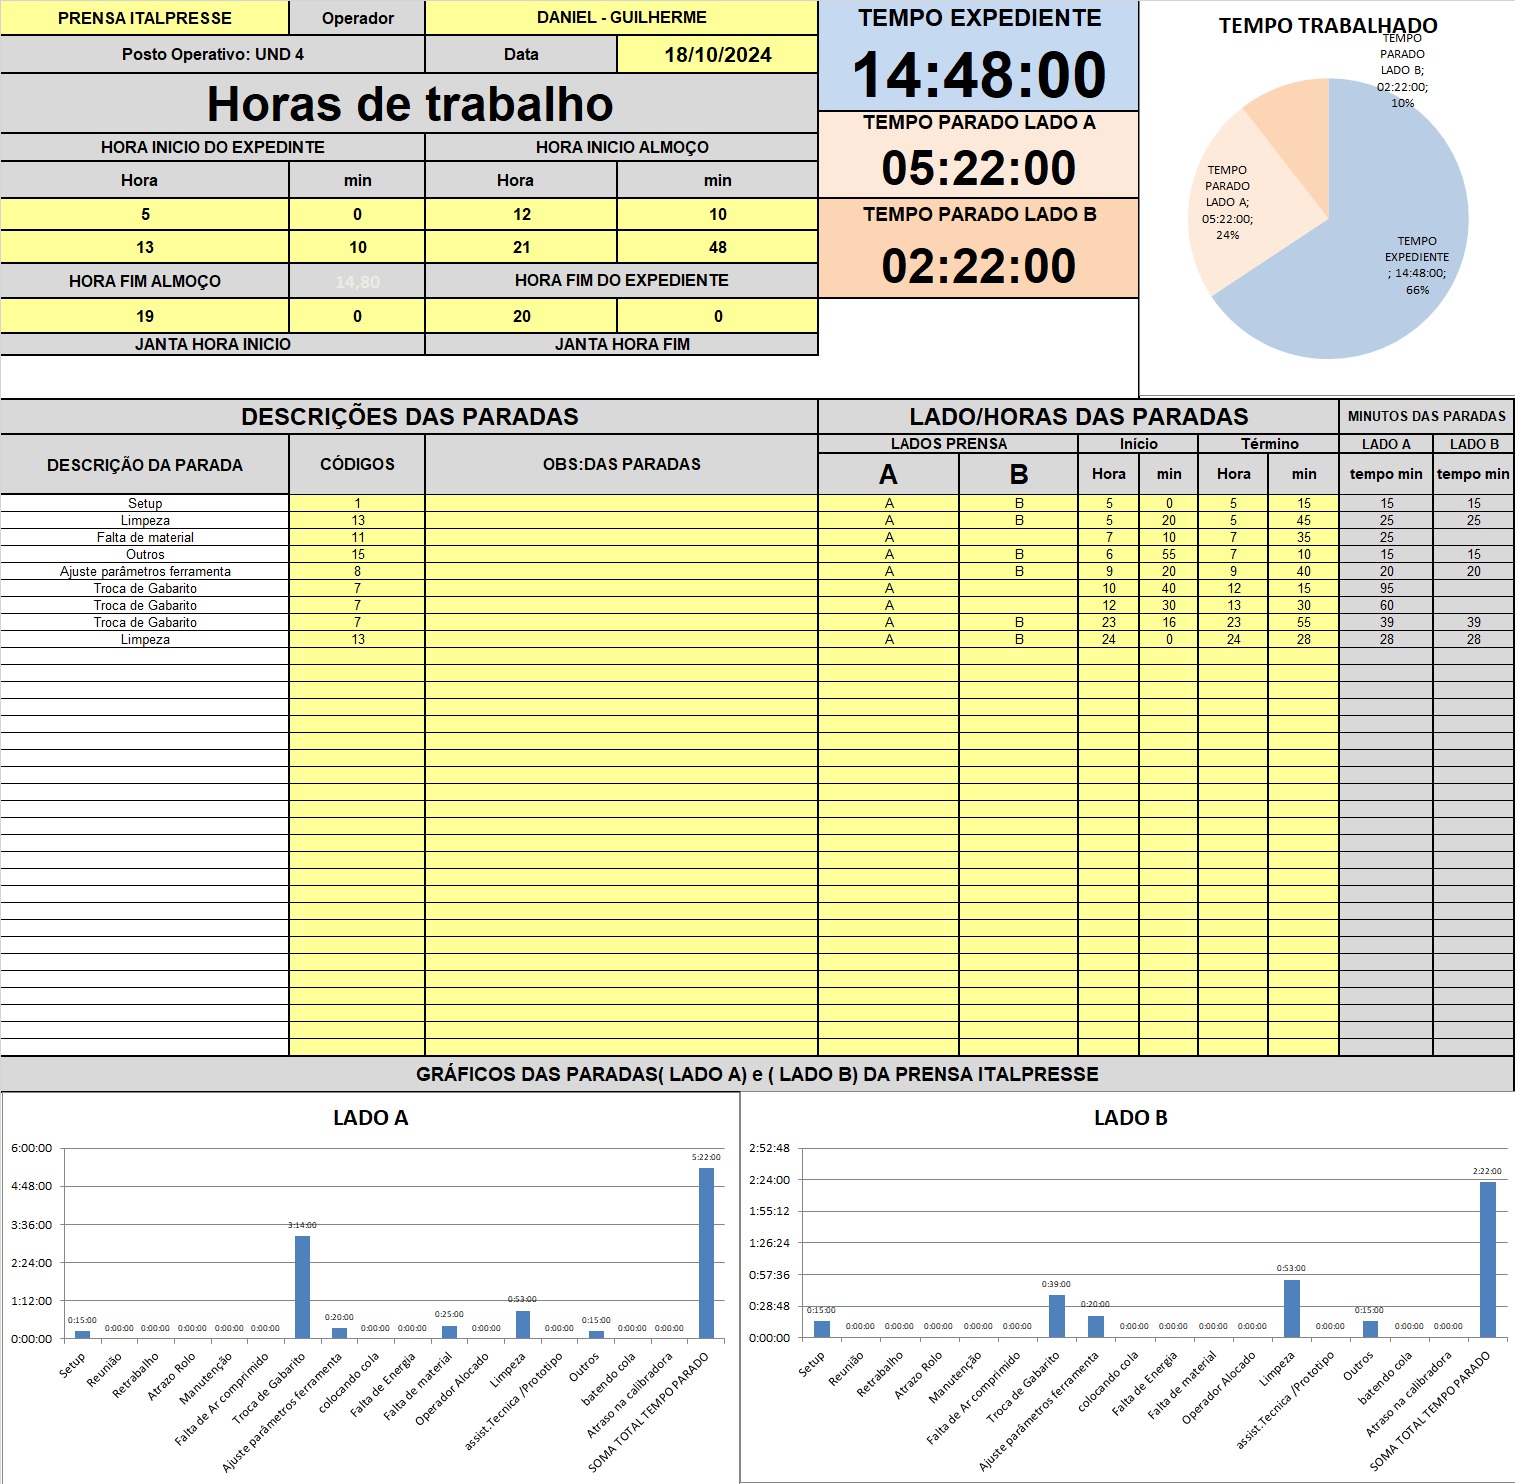 PRENSA ITALPRESSE Operador DANIEL - GUILHERME
Posto Operativo: UND 4 Data 18/10/2024
Horas de trabalho
HORA INICIO DO EXPEDINTE HORA INICIO ALMOÇO
Hora min Hora min
5 0 12 10
13 10 21 48
HORA FIM ALMOÇO 14,80 HORA FIM DO EXPEDIENTE
19 0 20 0
JANTA HORA INICIO JANTA HORA FIM
TEMPO EXPEDIENTE
14:48:00
TEMPO PARADO LADO A
05:22:00
TEMPO PARADO LADO B
02:22:00
TEMPO TRABALHADO
TEMPO
PARADO
LADO B;
02:22:00;
10%
TEMPO
PARADO
LADO A;
05:22:00;
24%
TEMPO
EXPEDIENTE
; 14:48:00;
66%
DESCRIÇÕES DAS PARADAS LADO/HORAS DAS PARADAS MINUTOS DAS PARADAS
DESCRIÇÃO DA PARADA CÓDIGOS OBS:DAS PARADAS
LADOS PRENSA Início Término LADO A LADO B
A B Hora min Hora min tempo min tempo min
Setup 1 A B 5 0 5 15 15 15
Limpeza 13 A B 5 20 5 45 25 25
Falta de material 11 A 7 10 7 35 25
Outros 15 A B 6 55 7 10 15 15
Ajuste parâmetros ferramenta 8 A B 9 20 9 40 20 20
Troca de Gabarito 7 A 10 40 12 15 95
Troca de Gabarito 7 A 12 30 13 30 60
Troca de Gabarito 7 A B 23 16 23 55 39 39
Limpeza 13 A B 24 0 24 28 28 28
GRÁFICOS DAS PARADAS( LADO A) e ( LADO B) DA PRENSA ITALPRESSE
LADO A
6:00:00
4:48:00
3:36:00
2:24:00
1:12:00
0:00:00
0:15:00 0:00:00 0:00:00 0:00:00 0:00:00 0:00:00 3:14:00 0:20:00 0:00:00 0:00:00 0:25:00 0:00:00 0:53:00 0:00:00 0:15:00 0:00:00 0:00:00 5:22:00
Setup
Reunião
Retrabalho
Atrazo Rolo
Manutenção
Falta de Ar comprimido
Troca de Gabarito
Ajuste parâmetros ferramenta
colocando cola
Falta de Energia
Falta de material
Operador Alocado
Limpeza
assist.Tecnica /Prototipo
Outros
batendo cola
Atraso na calibradora
SOMA TOTAL TEMPO PARADO
LADO B
2:52:48
2:24:00
1:55:12
1:26:24
0:57:36
0:28:48
0:00:00
0:15:00 0:00:00 0:00:00 0:00:00 0:00:00 0:00:00 0:39:00 0:20:00 0:00:00 0:00:00 0:00:00 0:00:00 0:53:00 0:00:00 0:15:00 0:00:00 0:00:00 2:22:00
Setup
Reunião
Retrabalho
Atrazo Rolo
Manutenção
Falta de Ar comprimido
Troca de Gabarito
Ajuste parâmetros ferramenta
colocando cola
Falta de Energia
Falta de material
Operador Alocado
Limpeza
assist.Tecnica /Prototipo
Outros
batendo cola
Atraso na calibradora
SOMA TOTAL TEMPO PARADO